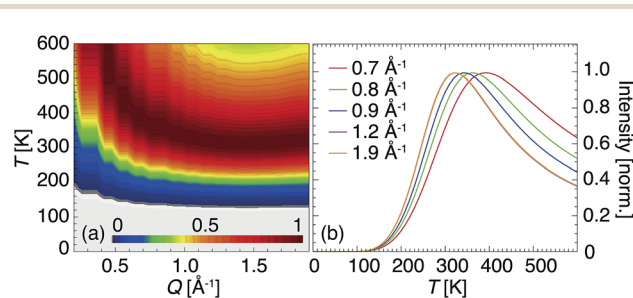 600
500
400
300
200
100
0
T [K]
(a)
0 0.5 1
0.5 1.0 1.5
Q [Å-1]
0.7 Å-1
0.8 Å-1
0.9 Å-1
1.2 Å-1
1.9 Å-1
(b)
0 100 200 300 400 500
T [K]
1.0
0.8
0.6
0.4
0.2
0
Intensity [norm.]